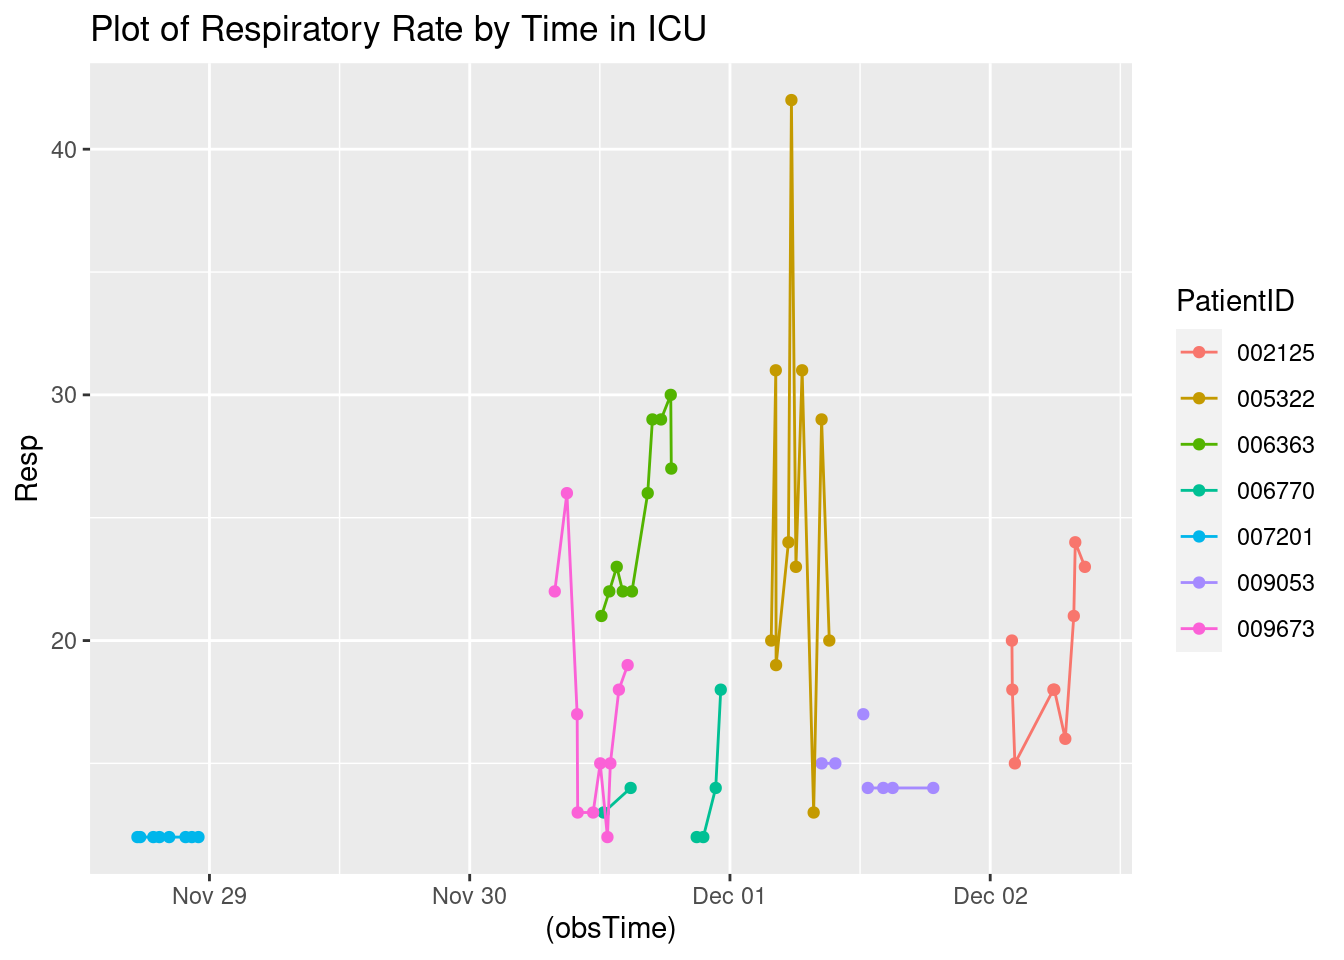 Plot of Respiratory Rate by Time in ICU
40
30
20
Resp
Nov 29
Nov 30
Dec 01
Dec 02
(obsTime)
PatientID
002125
005322
006363
006770
007201
009053
009673